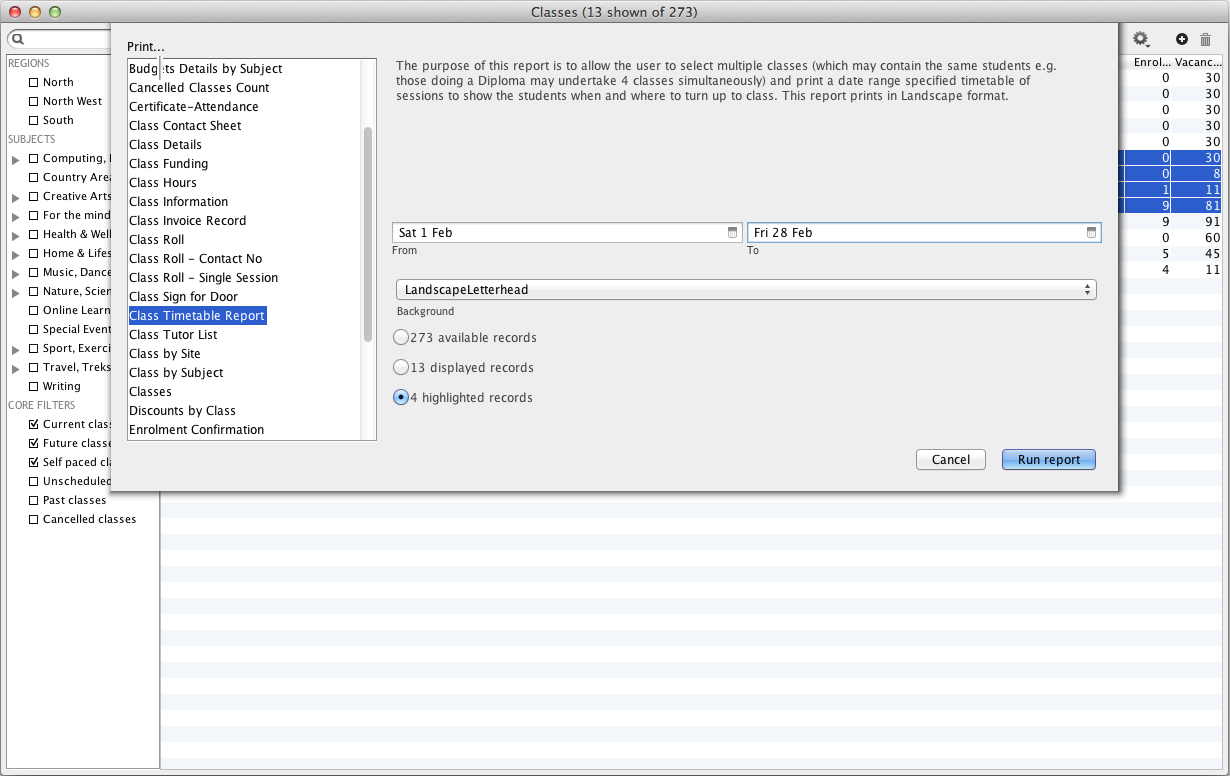 Classes (13 shown of 273)
Print...
REGIONS
North
North West
South
SUBJECTS
Computing,
Country Are
Creative Arts
For the mind
Health & Well
Home & Lifes
Music, Dance
Nature, Scien
Online Learn
Special Event
Sport, Exerci
Travel, Treks
Writing
CORE FILTERS
Current clas
Future classe
Self paced cl
Unscheduled
Past classes
Cancelled classes
Budgets Details by Subject
Cancelled Classes Count
Certificate-Attendance
Class Contact Sheet
Class Details
Class Funding
Class Hours
Class Information
Class Invoice Record
Class Roll
Class Roll - Contact No
Class Roll - Single Session
Class Sign for Door
Class Timetable Report
Class Tutor List
Class by Site
Class by Subject
Classes
Discounts by Class
Enrolment Confirmation
The purpose of this report is to allow the user to select multiple classes (which may contain the same students e.g.
those doing a Diploma may undertake 4 classes simultaneously) and print a date range specified timetable of
sessions to show the students when and where to turn up to class. This report prints in Landscape format.
Sat 1 Feb
Fri 28 Feb
From
To
LandscapeLetterhead
Background
273 available records
13 displayed records
4 highlighted records
Cancel
Run report
Enrol... Vacanc...
0 30
0 30
0 30
0 30
0 30
0 30
0 8
1 11
9 81
9 91
0 60
5 45
4 11